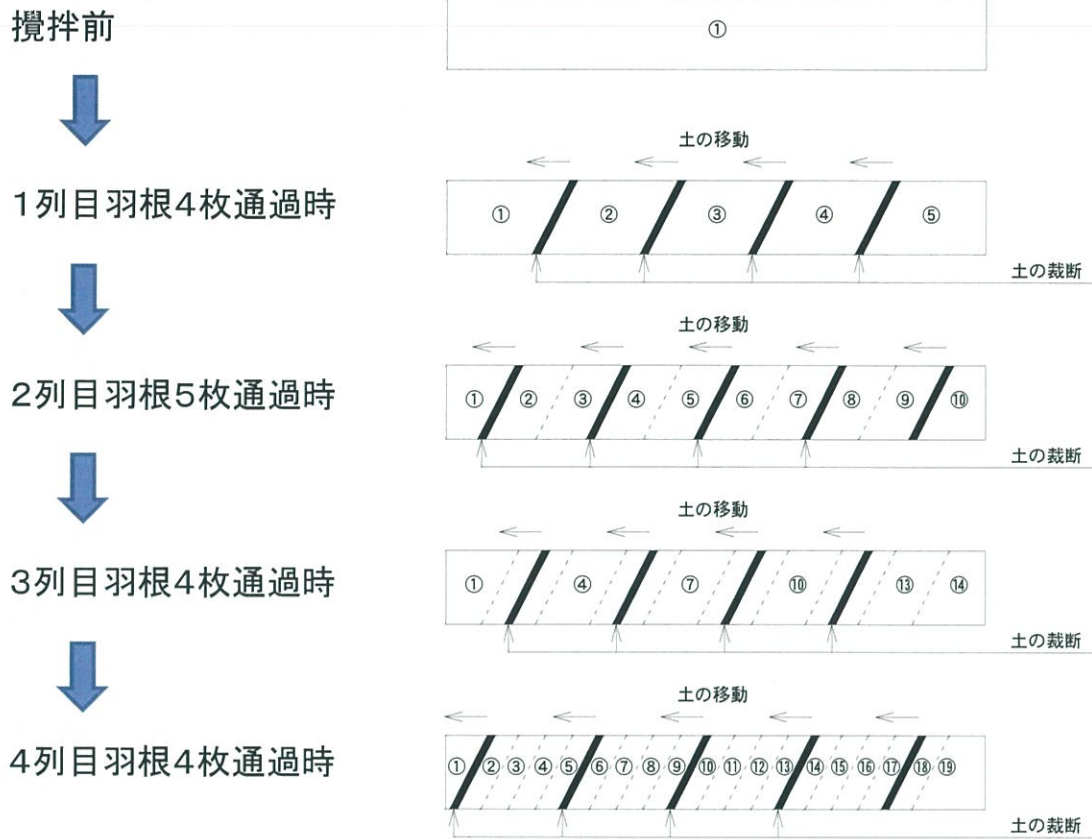 攪拌前
①
土の移動
1列目羽根4枚通過時
① ② ③ ④ ⑤
土の裁断
土の移動
2列目羽根5枚通過時
① ② ③ ④ ⑤ ⑥ ⑦ ⑧ ⑨ ⑩
土の裁断
土の移動
3列目羽根4枚通過時
① ④ ⑦ ⑩ ⑬ ⑭
土の裁断
土の移動
4列目羽根4枚通過時
① ② ③ ④ ⑤ ⑥ ⑦ ⑧ ⑨ ⑩ ⑪ ⑫ ⑬ ⑭ ⑮ ⑯ ⑰ ⑱ ⑲
土の裁断